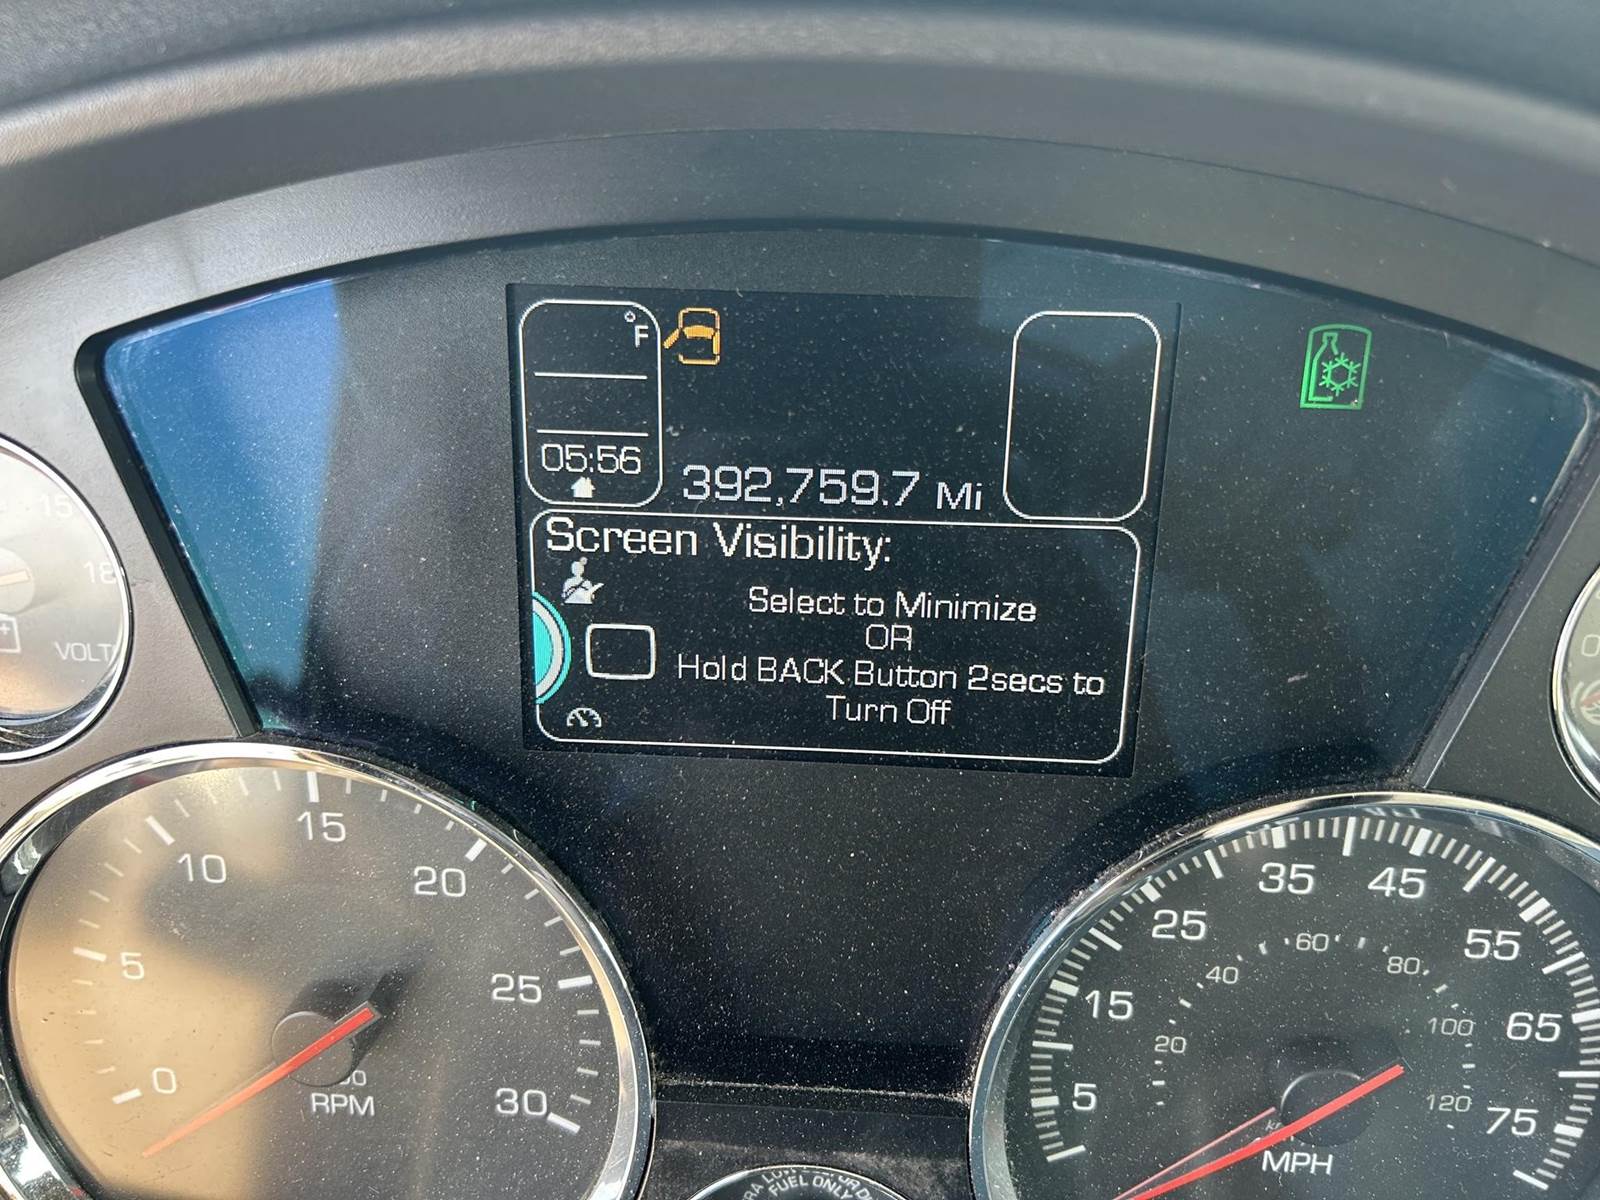 °F
05:56
392,759.7 Mi
Screen Visibility:
Select to Minimize
OR
Hold BACK Button 2secs to
Turn Off
15
18
VOLT
0
5
10
15
20
25
30
RPM
5
15
25
35
45
55
65
75
20
40
60
80
100
120
MPH
FUEL ONLY